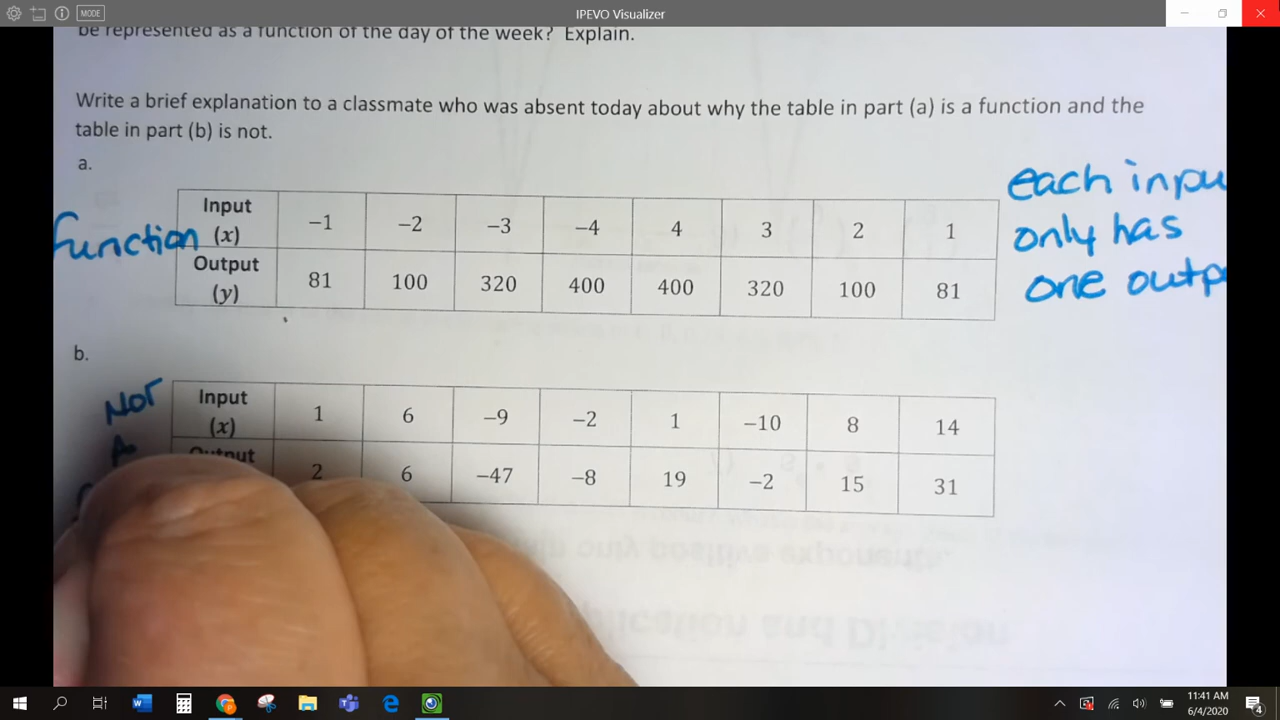 MODE
IPEVO Visualizer
be represented as a function of the day of the week? Explain.
Write a brief explanation to a classmate who was absent today about why the table in part (a) is a function and the
table in part (b) is not.
a.
function
Input (x) −1 −2 −3 −4 4 3 2 1
Output (y) 81 100 320 400 400 320 100 81
each inpu
only has
one outp
b.
Not
A
Input (x) 1 6 −9 −2 1 −10 8 14
Output 2 6 −47 −8 19 −2 15 31
11:41 AM
6/4/2020
4